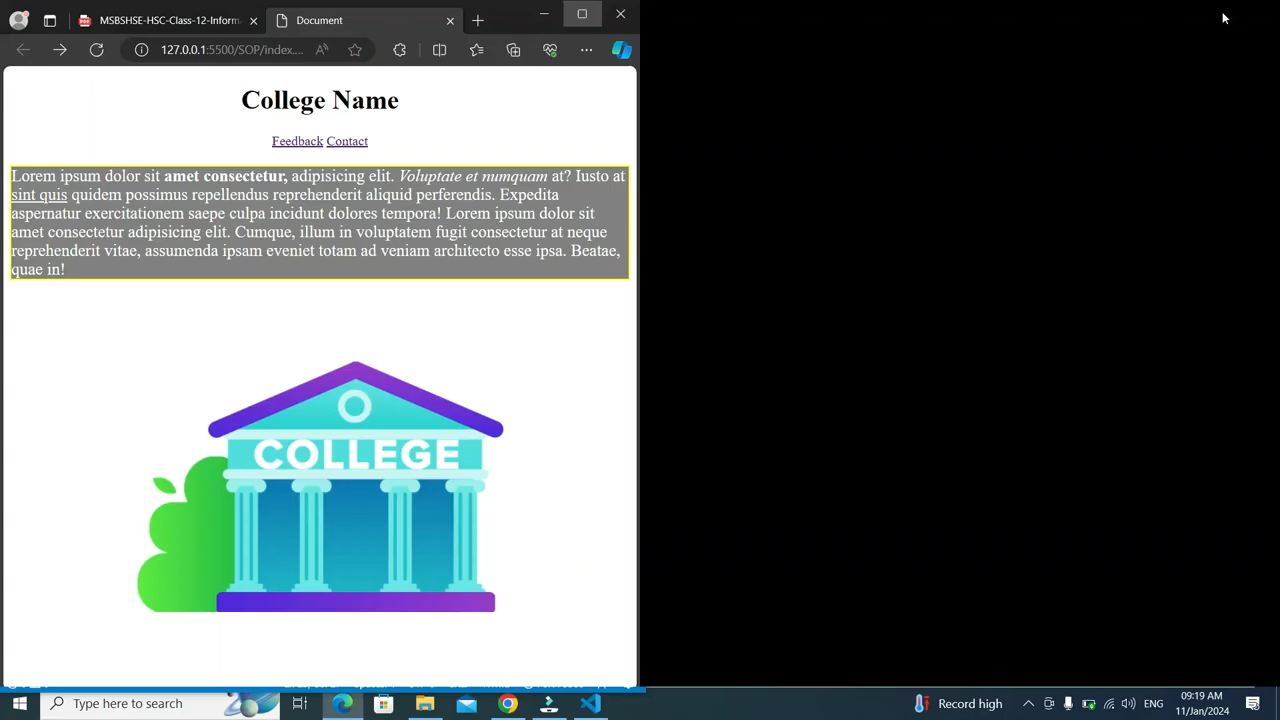 MSBSHSE-HSC-Class-12-Inform
Document
127.0.0.1:5500/SOP/index....
College Name
Feedback Contact
Lorem ipsum dolor sit amet consectetur, adipisicing elit. Voluptate et numquam at? Iusto at
sint quis quidem possimus repellendus reprehenderit aliquid perferendis. Expedita
aspernatur exercitationem saepe culpa incidunt dolores tempora! Lorem ipsum dolor sit
amet consectetur adipisicing elit. Cumque, illum in voluptatem fugit consectetur at neque
reprehenderit vitae, assumenda ipsam eveniet totam ad veniam architecto esse ipsa. Beatae,
quae in!
COLLEGE
Type here to search
Record high
ENG
09:19 AM
11/Jan/2024